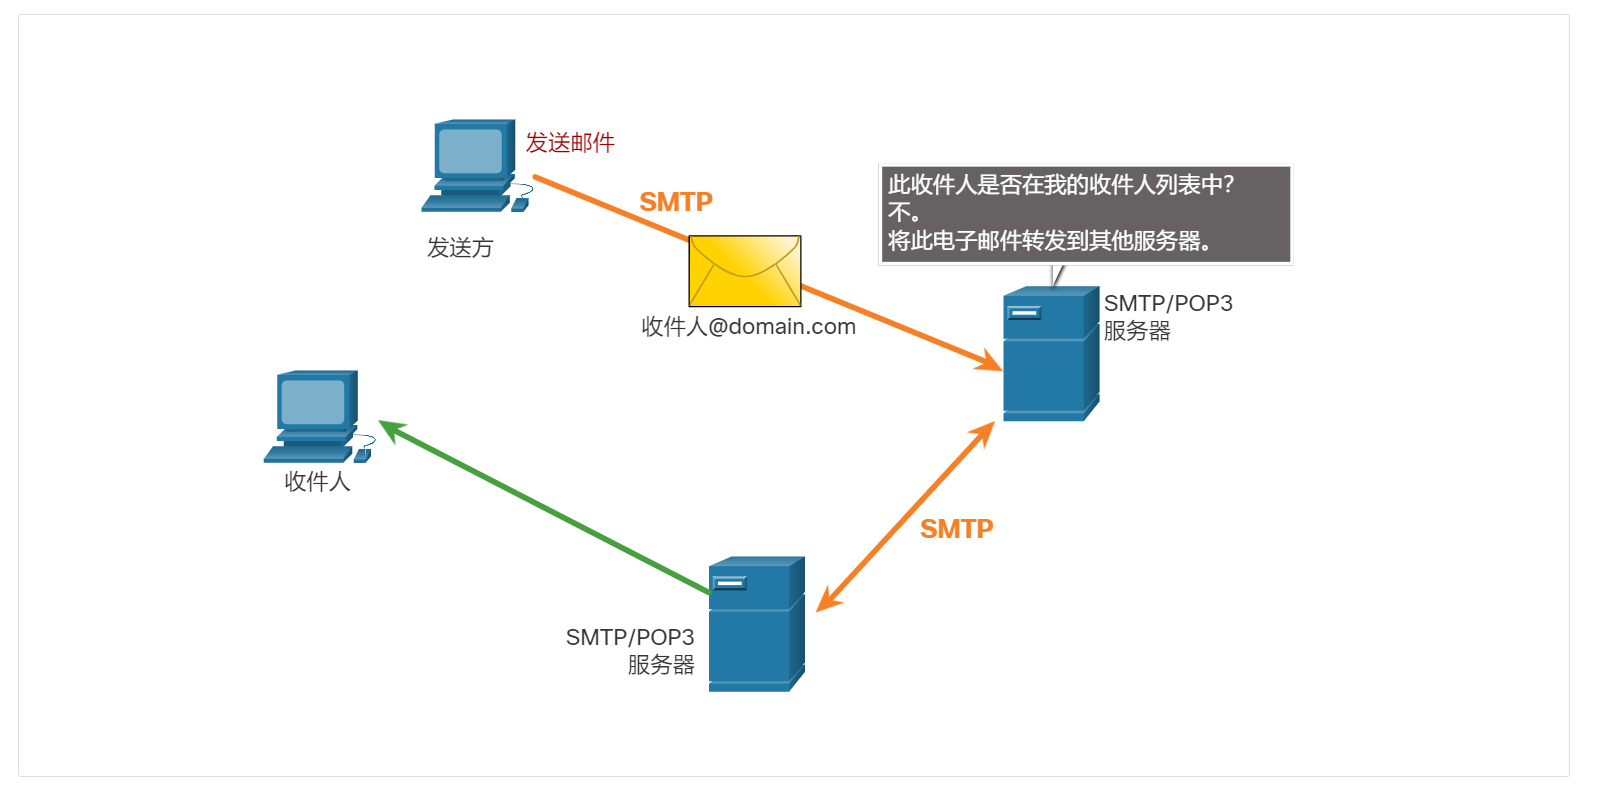 发送邮件
SMTP
发送方
此收件人是否在我的收件人列表中？
不。
将此电子邮件转发到其他服务器。
SMTP/POP3
服务器
收件人@domain.com
收件人
SMTP
SMTP/POP3
服务器